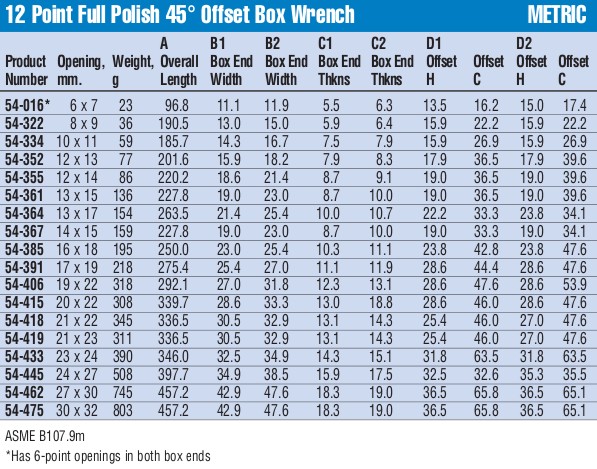 12 Point Full Polish 45° Offset Box Wrench METRIC
A B1 B2 C1 C2 D1 D2
Product Opening, Weight, Overall Box End Box End Box End Box End Offset Offset Offset Offset
Number mm. g Length Width Width Thkns Thkns H C H C
54-016* 6 x 7 23 96.8 11.1 11.9 5.5 6.3 13.5 16.2 15.0 17.4
54-322 8 x 9 36 190.5 13.0 15.0 5.9 6.4 15.9 22.2 15.9 22.2
54-334 10 x 11 59 185.7 14.3 16.7 7.5 7.9 15.9 26.9 15.9 26.9
54-352 12 x 13 77 201.6 15.9 18.2 7.9 8.3 17.9 36.5 17.9 39.6
54-355 12 x 14 86 220.2 18.6 21.4 8.7 9.1 19.0 36.5 19.0 39.6
54-361 13 x 15 136 227.8 19.0 23.0 8.7 10.0 19.0 36.5 19.0 39.6
54-364 13 x 17 154 263.5 21.4 25.4 10.0 10.7 22.2 33.3 23.8 34.1
54-367 14 x 15 159 227.8 19.0 23.0 8.7 10.0 19.0 33.3 19.0 34.1
54-385 16 x 18 195 250.0 23.0 25.4 10.3 11.1 23.8 42.8 23.8 47.6
54-391 17 x 19 218 275.4 25.4 27.0 11.1 11.9 28.6 44.4 28.6 47.6
54-406 19 x 22 318 292.1 27.0 31.8 12.3 13.1 28.6 47.6 28.6 53.9
54-415 20 x 22 308 339.7 28.6 33.3 13.0 18.8 28.6 46.0 28.6 47.6
54-418 21 x 22 345 336.5 30.5 32.9 13.1 14.3 25.4 46.0 27.0 47.6
54-419 21 x 23 311 336.5 30.5 32.9 13.1 14.3 25.4 46.0 27.0 47.6
54-433 23 x 24 390 346.0 32.5 34.9 14.3 15.1 31.8 63.5 31.8 63.5
54-445 24 x 27 508 397.7 34.9 38.5 15.9 17.5 32.5 32.6 35.3 35.5
54-462 27 x 30 745 457.2 42.9 47.6 18.3 19.0 36.5 65.8 36.5 65.1
54-475 30 x 32 803 457.2 42.9 47.6 18.3 19.0 36.5 65.8 36.5 65.1
ASME B107.9m
*Has 6-point openings in both box ends